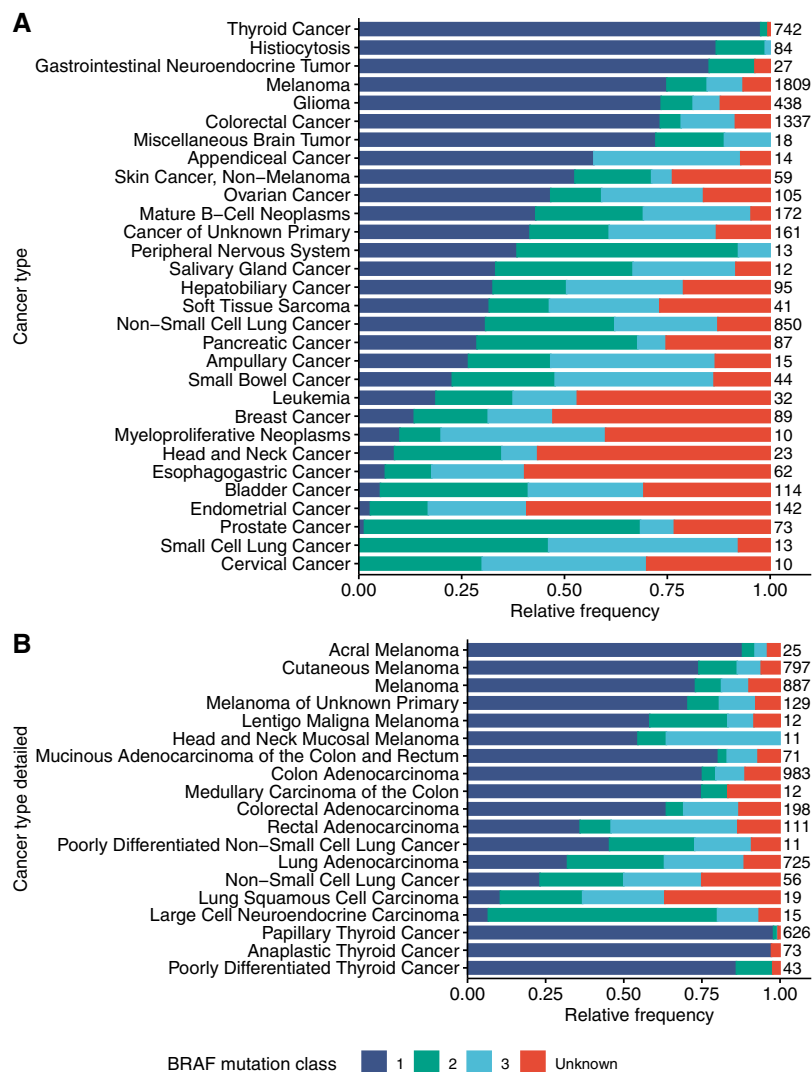 A
Thyroid Cancer 742
Histiocytosis 84
Gastrointestinal Neuroendocrine Tumor 27
Melanoma 1809
Glioma 438
Colorectal Cancer 1337
Miscellaneous Brain Tumor 18
Appendiceal Cancer 14
Skin Cancer, Non−Melanoma 59
Ovarian Cancer 105
Mature B−Cell Neoplasms 172
Cancer of Unknown Primary 161
Peripheral Nervous System 13
Salivary Gland Cancer 12
Hepatobiliary Cancer 95
Soft Tissue Sarcoma 41
Non−Small Cell Lung Cancer 850
Pancreatic Cancer 87
Ampullary Cancer 15
Small Bowel Cancer 44
Leukemia 32
Breast Cancer 89
Myeloproliferative Neoplasms 10
Head and Neck Cancer 23
Esophagogastric Cancer 62
Bladder Cancer 114
Endometrial Cancer 142
Prostate Cancer 73
Small Cell Lung Cancer 13
Cervical Cancer 10
Cancer type
0.00 0.25 0.50 0.75 1.00
Relative frequency
B
Acral Melanoma 25
Cutaneous Melanoma 797
Melanoma 887
Melanoma of Unknown Primary 129
Lentigo Maligna Melanoma 12
Head and Neck Mucosal Melanoma 11
Mucinous Adenocarcinoma of the Colon and Rectum 71
Colon Adenocarcinoma 983
Medullary Carcinoma of the Colon 12
Colorectal Adenocarcinoma 198
Rectal Adenocarcinoma 111
Poorly Differentiated Non−Small Cell Lung Cancer 11
Lung Adenocarcinoma 725
Non−Small Cell Lung Cancer 56
Lung Squamous Cell Carcinoma 19
Large Cell Neuroendocrine Carcinoma 15
Papillary Thyroid Cancer 626
Anaplastic Thyroid Cancer 73
Poorly Differentiated Thyroid Cancer 43
Cancer type detailed
0.00 0.25 0.50 0.75 1.00
Relative frequency
BRAF mutation class 1 2 3 Unknown